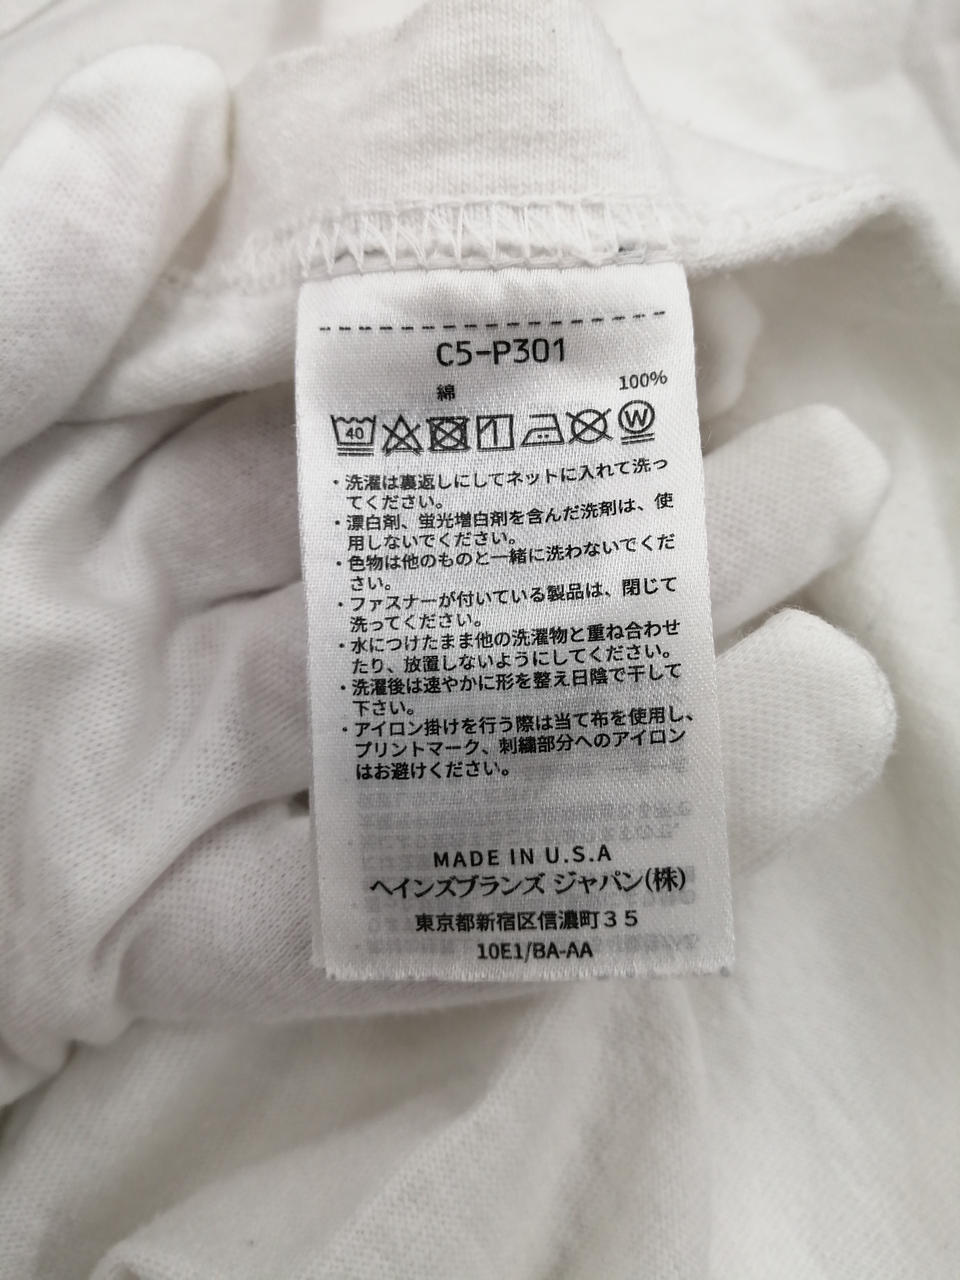 C5-P301
綿 100%
40 W
・洗濯は裏返しにしてネットに入れて洗っ
てください。
・漂白剤、蛍光増白剤を含んだ洗剤は、使
用しないでください。
・色物は他のものと一緒に洗わないでくだ
さい。
・ファスナーが付いている製品は、閉じて
洗ってください。
・水につけたまま他の洗濯物と重ね合わせ
たり、放置しないようにしてください。
・洗濯後は速やかに形を整え日陰で干して
下さい。
・アイロン掛けを行う際は当て布を使用し、
プリントマーク、刺繍部分へのアイロン
はお避けください。
MADE IN U.S.A
ヘインズブランズ ジャパン(株)
東京都新宿区信濃町35
10E1/BA-AA